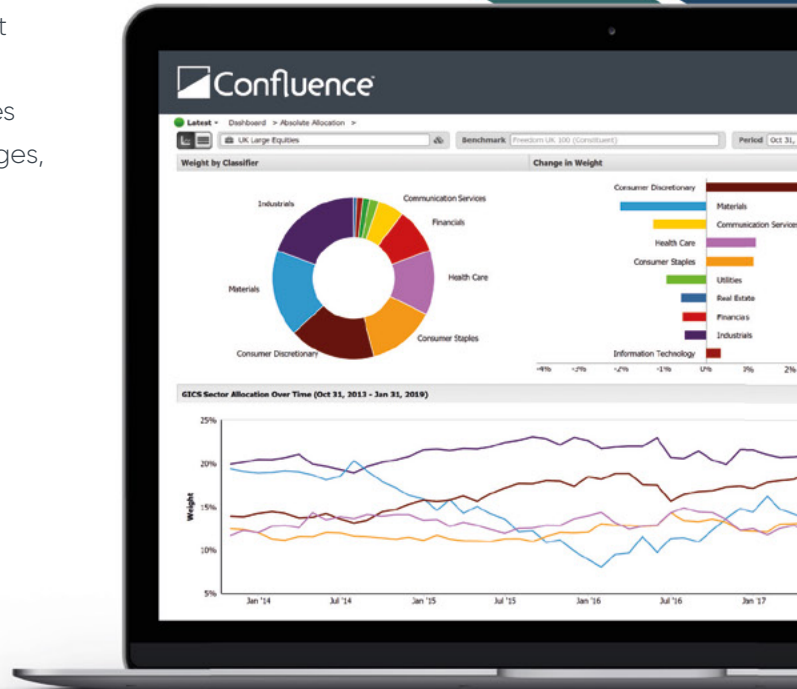 t
es
ges,
Confluence
Latest - Dashboard > Absolute Allocation >
UK Large Equities Benchmark Freedom UK 100 (Constituent) Period Oct 31,
Weight by Classifier Change in Weight
Industrials
Communication Services
Financials
Health Care
Consumer Staples
Consumer Discretionary
Materials
Consumer Discretionary
Materials
Communication Services
Health Care
Consumer Staples
Utilities
Real Estate
Financials
Industrials
Information Technology
-4% -3% -2% -1% 0% 1% 2%
GICS Sector Allocation Over Time (Oct 31, 2013 - Jan 31, 2019)
Weight
25%
20%
15%
10%
5%
Jan '14 Jul '14 Jan '15 Jul '15 Jan '16 Jul '16 Jan '17